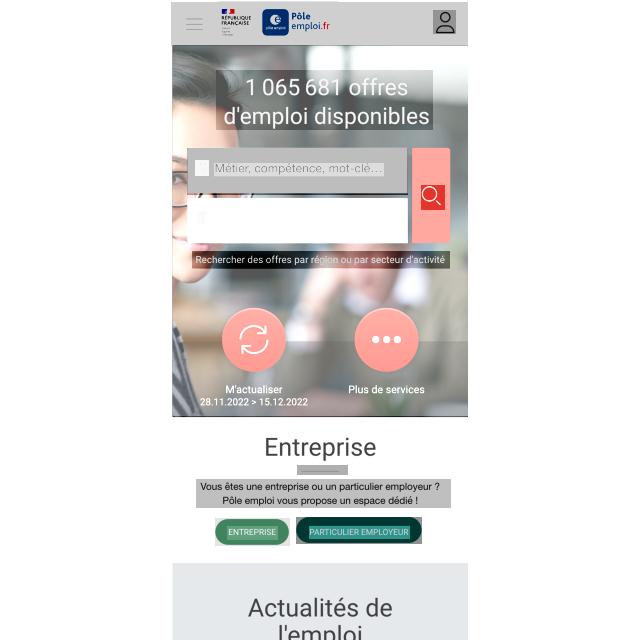 RÉPUBLIQUE
FRANÇAISE
pôle emploi
Pôle
emploi.fr
1 065 681 offres
d'emploi disponibles
Métier, compétence, mot-clé...
Rechercher des offres par région ou par secteur d'activité
M'actualiser
28.11.2022 > 15.12.2022
Plus de services
Entreprise
Vous êtes une entreprise ou un particulier employeur ?
Pôle emploi vous propose un espace dédié !
ENTREPRISE
PARTICULIER EMPLOYEUR
Actualités de
l'emploi